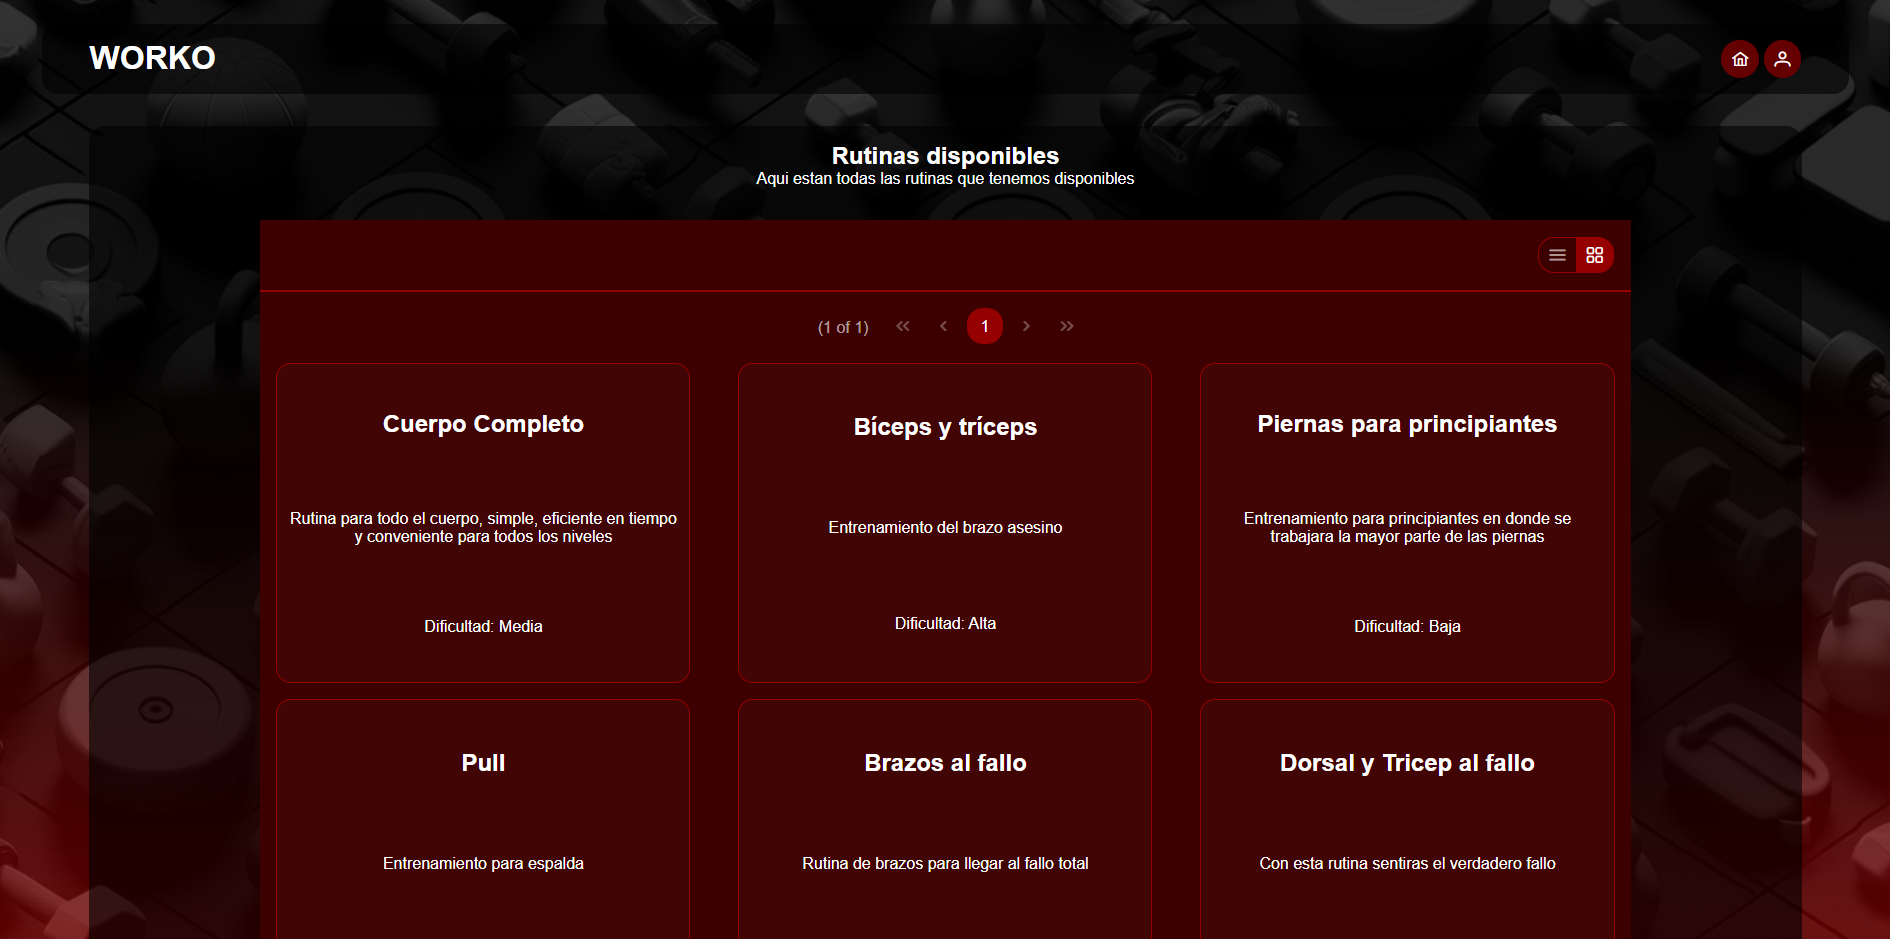 WORKO
Rutinas disponibles
Aqui estan todas las rutinas que tenemos disponibles
(1 of 1)
1
Cuerpo Completo
Rutina para todo el cuerpo, simple, eficiente en tiempo
y conveniente para todos los niveles
Dificultad: Media
Bíceps y tríceps
Entrenamiento del brazo asesino
Dificultad: Alta
Piernas para principiantes
Entrenamiento para principiantes en donde se
trabajara la mayor parte de las piernas
Dificultad: Baja
Pull
Entrenamiento para espalda
Brazos al fallo
Rutina de brazos para llegar al fallo total
Dorsal y Tricep al fallo
Con esta rutina sentiras el verdadero fallo